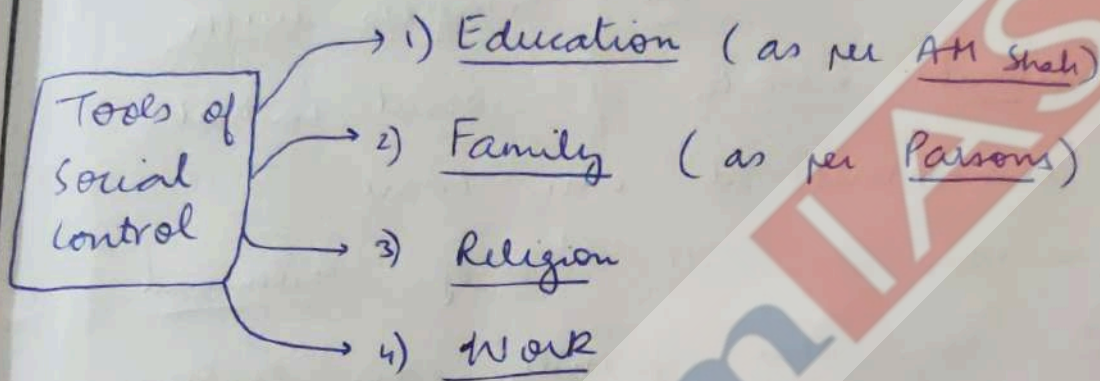 Tools of
Social
Control
1) Education (as per AM Shah)
2) Family (as per Parsons)
3) Religion
4) Work
IAS